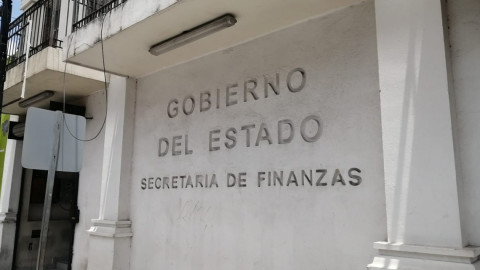 GOBIERNO
DEL ESTADO
SECRETARIA DE FINANZAS